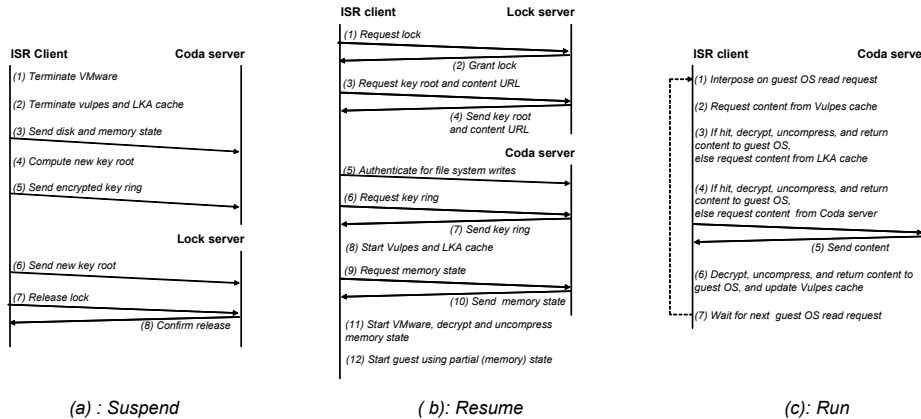 ISR Client
Coda server
(1) Terminate VMware
(2) Terminate vulpes and LKA cache
(3) Send disk and memory state
(4) Compute new key root
(5) Send encrypted key ring
Lock server
(6) Send new key root
(7) Release lock
(8) Confirm release
(a) : Suspend
Lock server
ISR client
(1) Request lock
(2) Grant lock
(3) Request key root and content URL
(4) Send key root
and content URL
Coda server
(5) Authenticate for file system writes
(6) Request key ring
(7) Send key ring
(8) Start Vulpes and LKA cache
(9) Request memory state
(10) Send memory state
(11) Start VMware, decrypt and uncompress
memory state
(12) Start guest using partial (memory) state
( b): Resume
ISR client
Coda server
(1) Interpose on guest OS read request
(2) Request content from Vulpes cache
(3) If hit, decrypt, uncompress, and return
content to guest OS,
else request content from LKA cache
(4) If hit, decrypt, uncompress, and return
content to guest OS,
else request content from Coda server
(5) Send content
(6) Decrypt, uncompress, and return content to
guest OS, and update Vulpes cache
(7) Wait for next guest OS read request
(c): Run